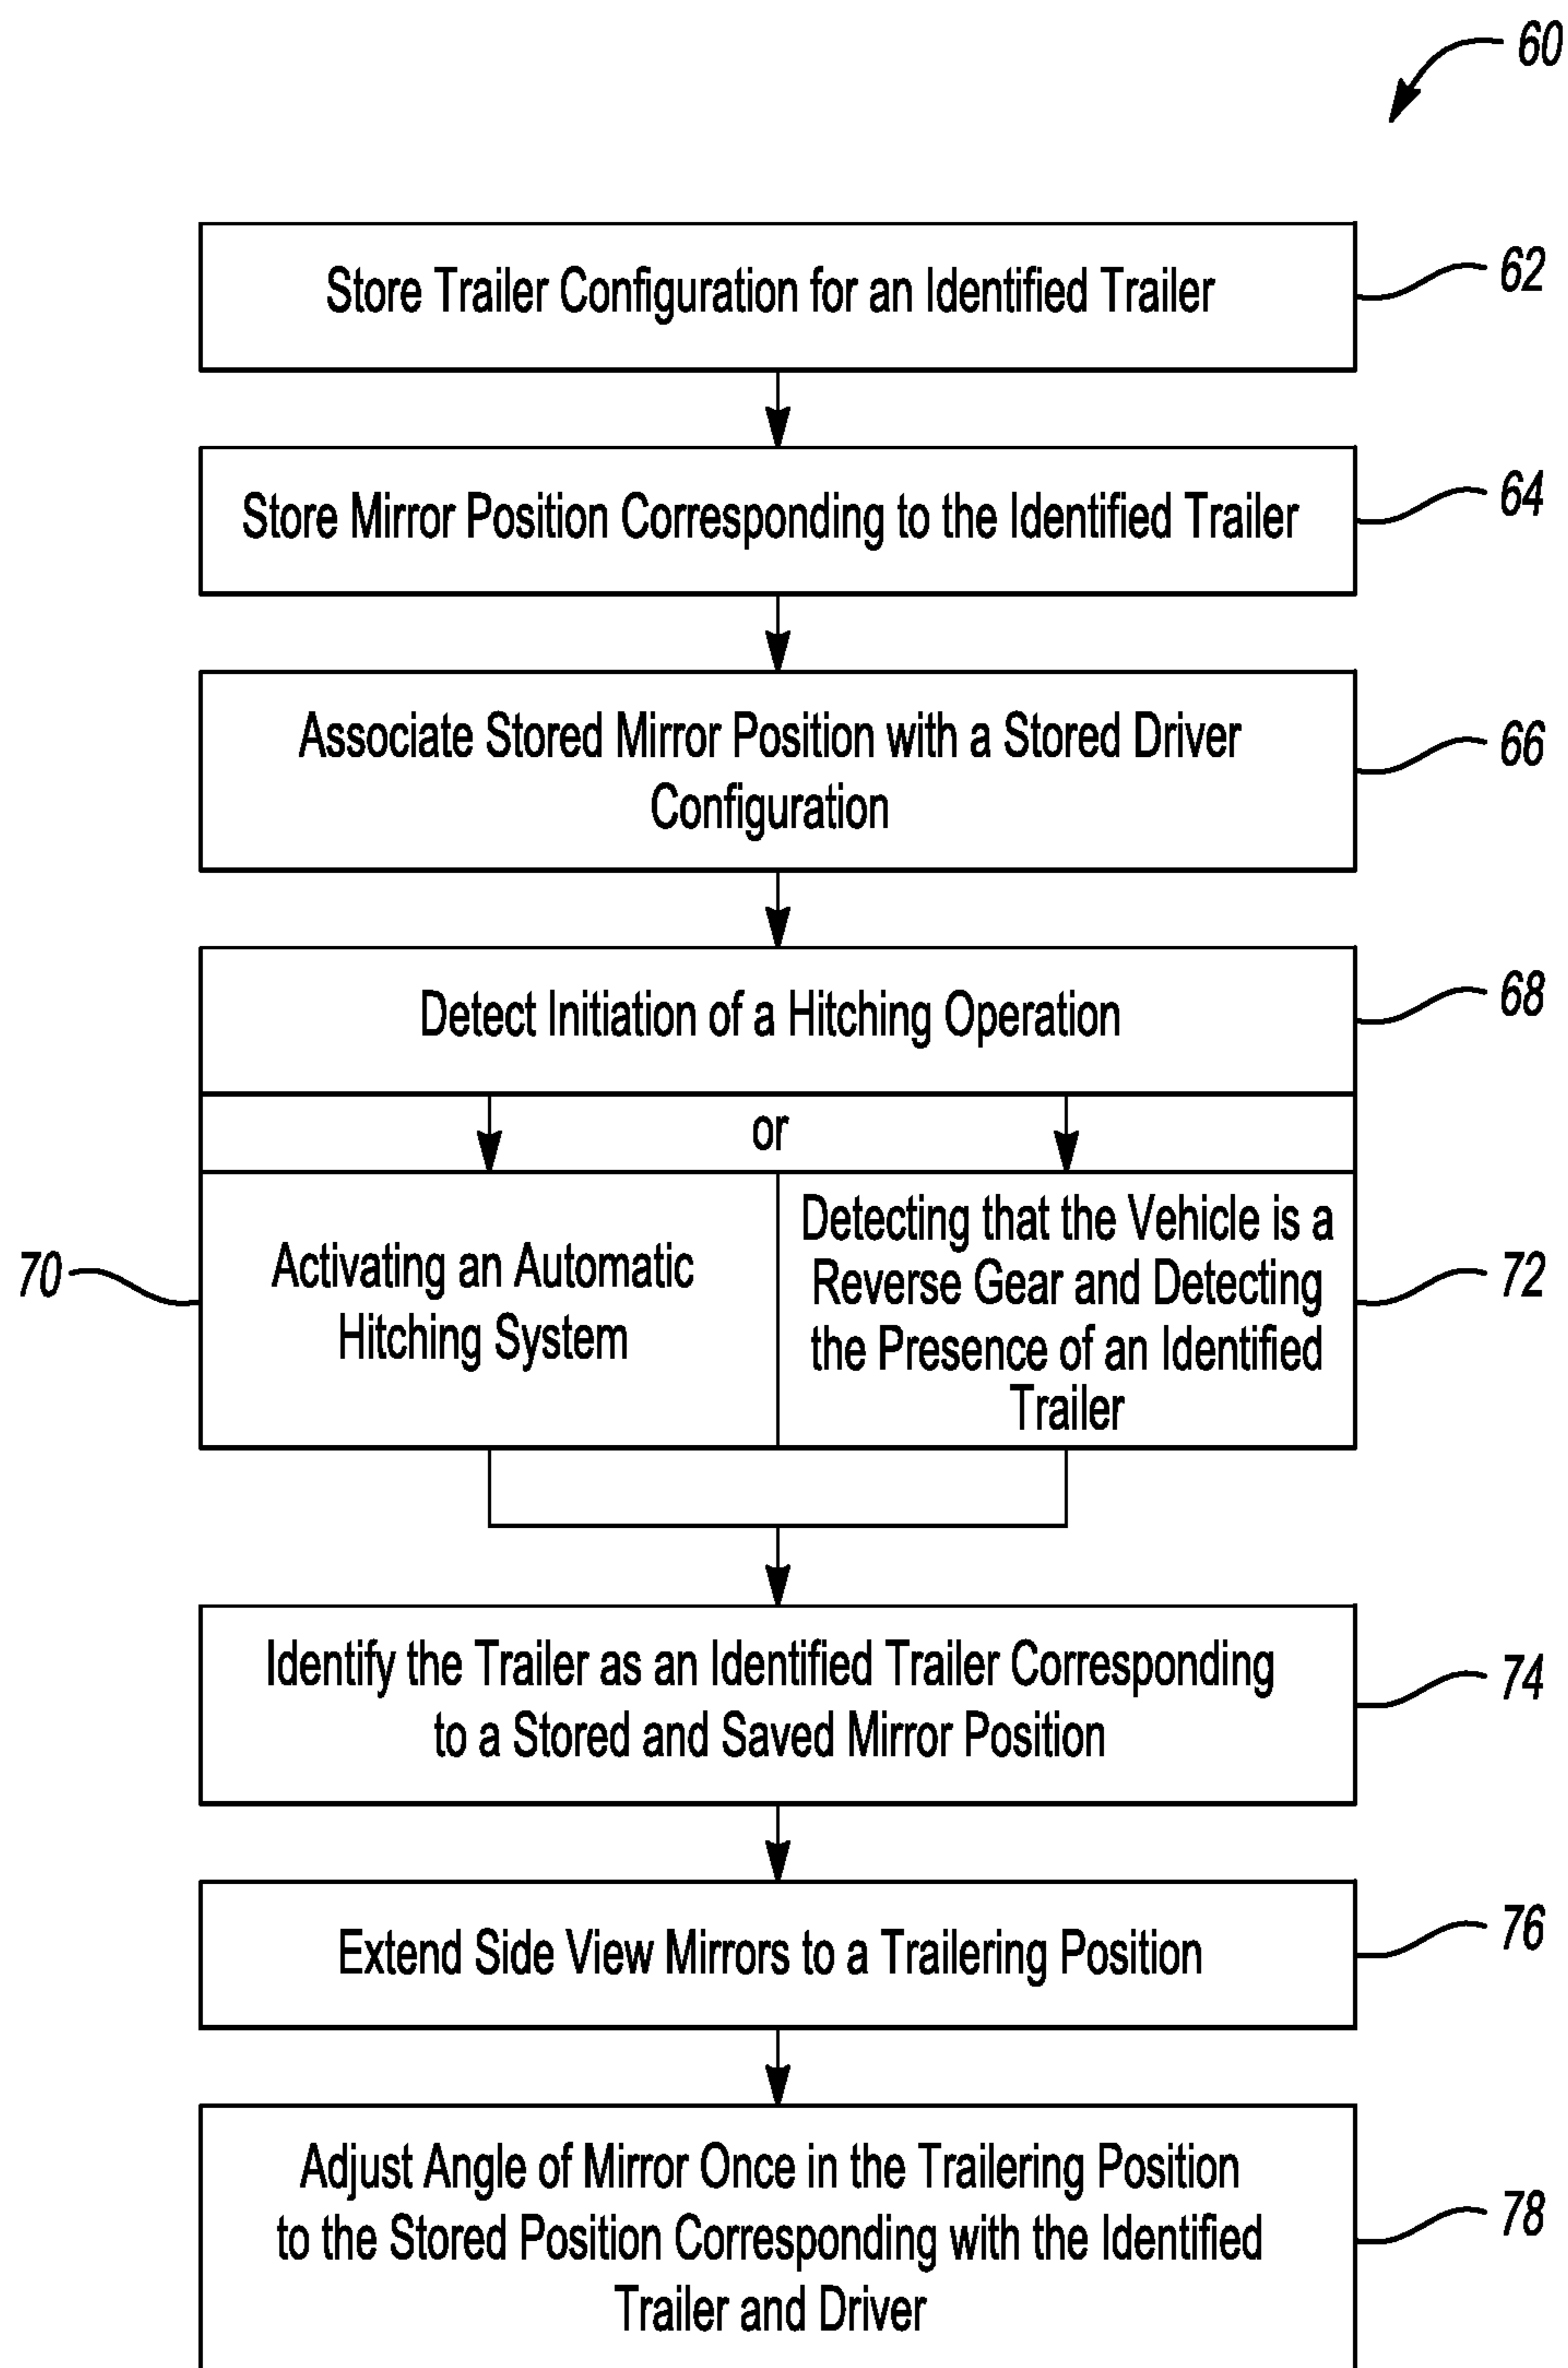 60
Store Trailer Configuration for an Identified Trailer
62
Store Mirror Position Corresponding to the Identified Trailer
64
Associate Stored Mirror Position with a Stored Driver
Configuration
66
Detect Initiation of a Hitching Operation
68
or
70
Activating an Automatic
Hitching System
Detecting that the Vehicle is a
Reverse Gear and Detecting
the Presence of an Identified
Trailer
72
Identify the Trailer as an Identified Trailer Corresponding
to a Stored and Saved Mirror Position
74
Extend Side View Mirrors to a Trailering Position
76
Adjust Angle of Mirror Once in the Trailering Position
to the Stored Position Corresponding with the Identified
Trailer and Driver
78